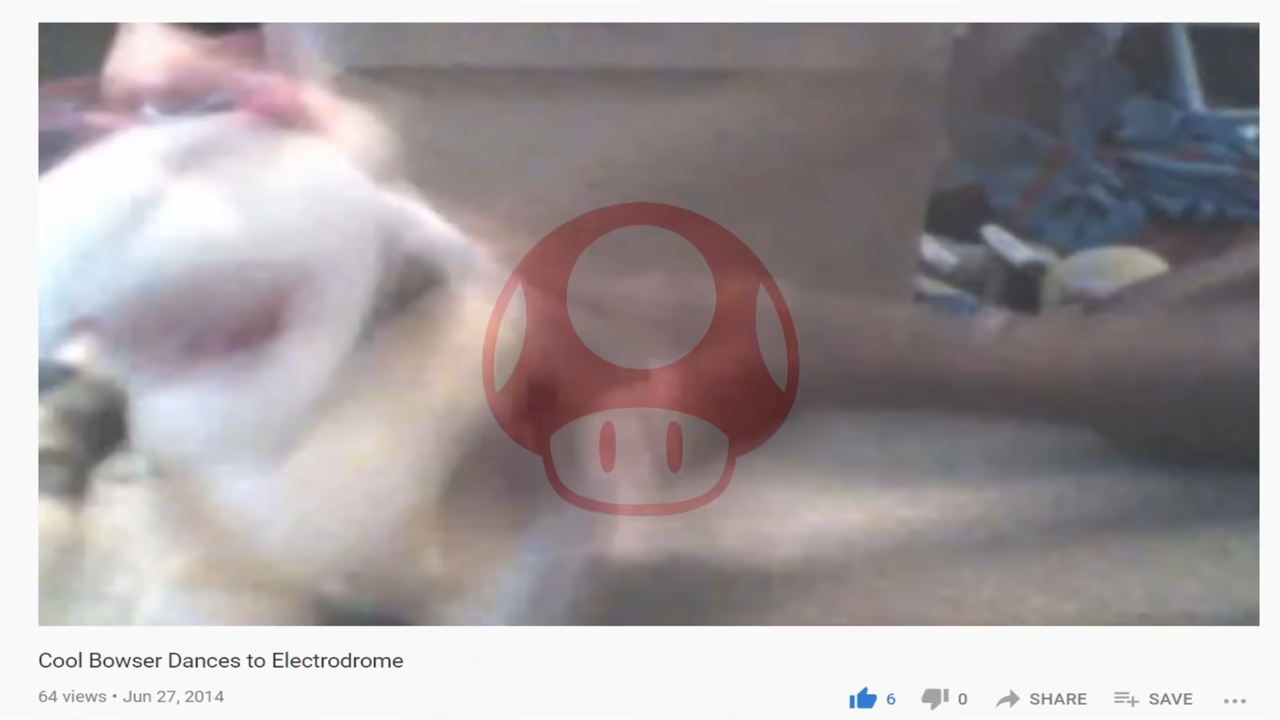 Cool Bowser Dances to Electrodrome
64 views • Jun 27, 2014
6 0 SHARE SAVE